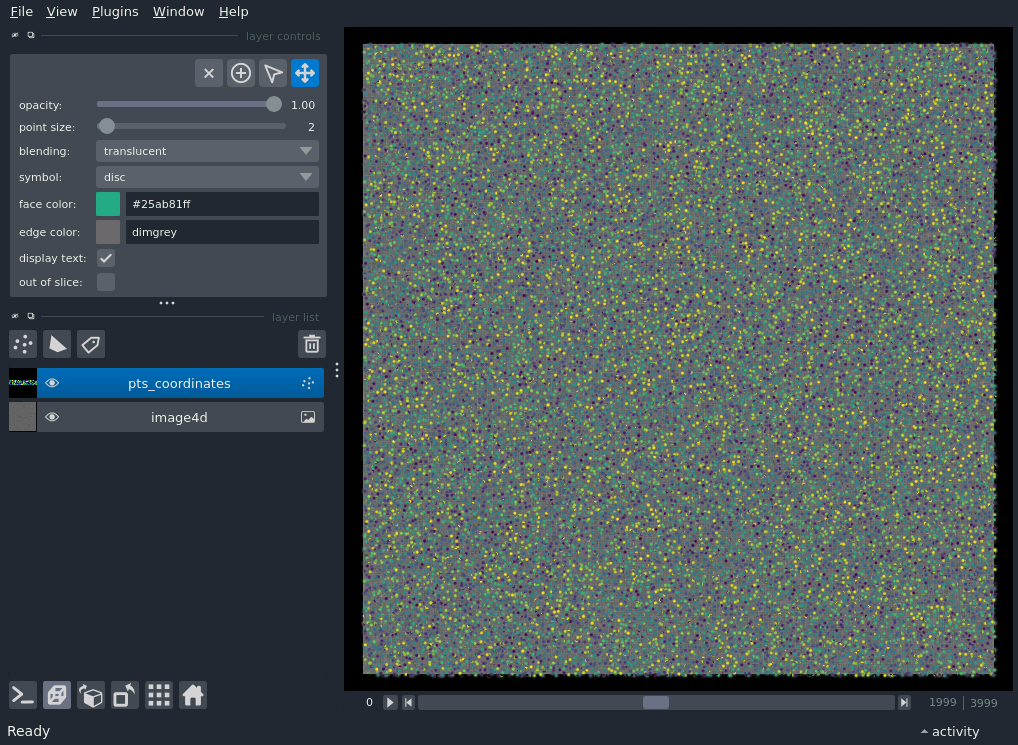 File View Plugins Window Help
layer controls
opacity: 1.00
point size: 2
blending: translucent
symbol: disc
face color: #25ab81ff
edge color: dimgrey
display text:
out of slice:
layer list
pts_coordinates
image4d
0 1999 3999
Ready
activity